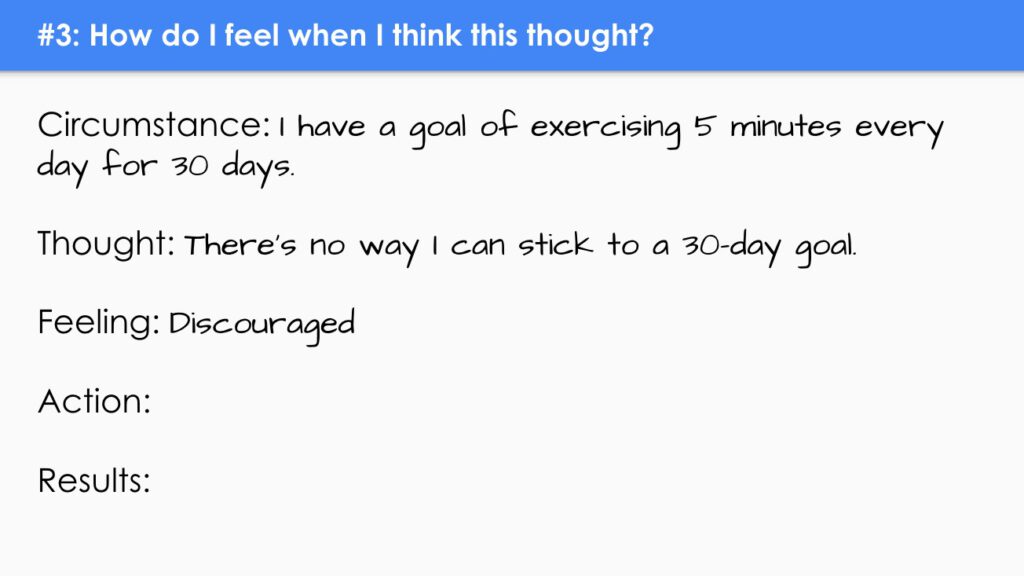 #3: How do I feel when I think this thought?
Circumstance: I have a goal of exercising 5 minutes every
day for 30 days.
Thought: There's no way I can stick to a 30-day goal.
Feeling: Discouraged
Action:
Results: